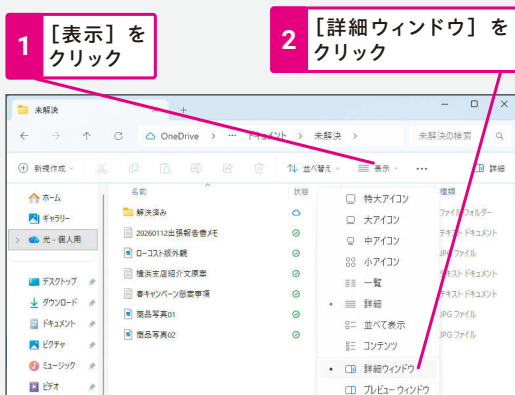 1
[表示] を
クリック
2
[詳細ウィンドウ] を
クリック
未解決
OneDrive > … ドキュメント > 未解決 >
未解決の検索
新規作成
並べ替え
表示
…
詳細
ホーム
ギャラリー
光 - 個人用
デスクトップ
ダウンロード
ドキュメント
ピクチャ
ミュージック
ビデオ
名前
状態
種類
解決済み
ファイル フォルダー
20260112出張報告書メモ
テキスト ドキュメント
ローコスト版外観
JPG ファイル
横浜支店紹介文原案
テキスト ドキュメント
春キャンペーン懸案事項
テキスト ドキュメント
商品写真01
JPG ファイル
商品写真02
JPG ファイル
特大アイコン
大アイコン
中アイコン
小アイコン
一覧
詳細
並べて表示
コンテンツ
詳細ウィンドウ
プレビュー ウィンドウ